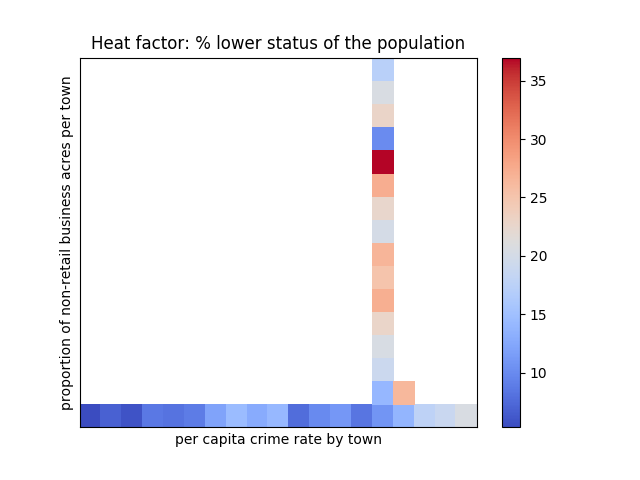 Heat factor: % lower status of the population
proportion of non-retail business acres per town
per capita crime rate by town
35
30
25
20
15
10